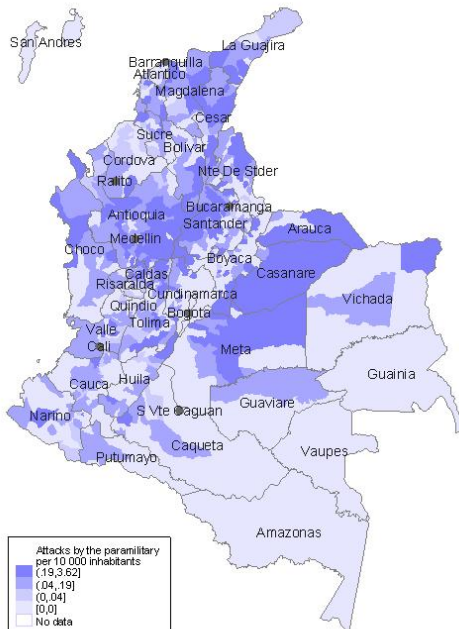 San Andres
La Guajira
Barranquilla
Atlantico
Magdalena
Cesar
Sucre
Cordova
Bolivar
Nte De Stder
Ralito
Bucaramanga
Antioquia
Santander
Arauca
Medellin
Choco
Boyaca
Caldas
Casanare
Risaralda
Cundinamarca
Vichada
Quindio
Bogota
Tolima
Valle
Cali
Meta
Guainia
Huila
Cauca
Guaviare
Narino
S Vte Caguan
Caqueta
Vaupes
Putumayo
Amazonas
Attacks by the paramilitary
per 10 000 inhabitants
(.19,3.62]
(.04,.19]
(0,.04]
[0,0]
No data